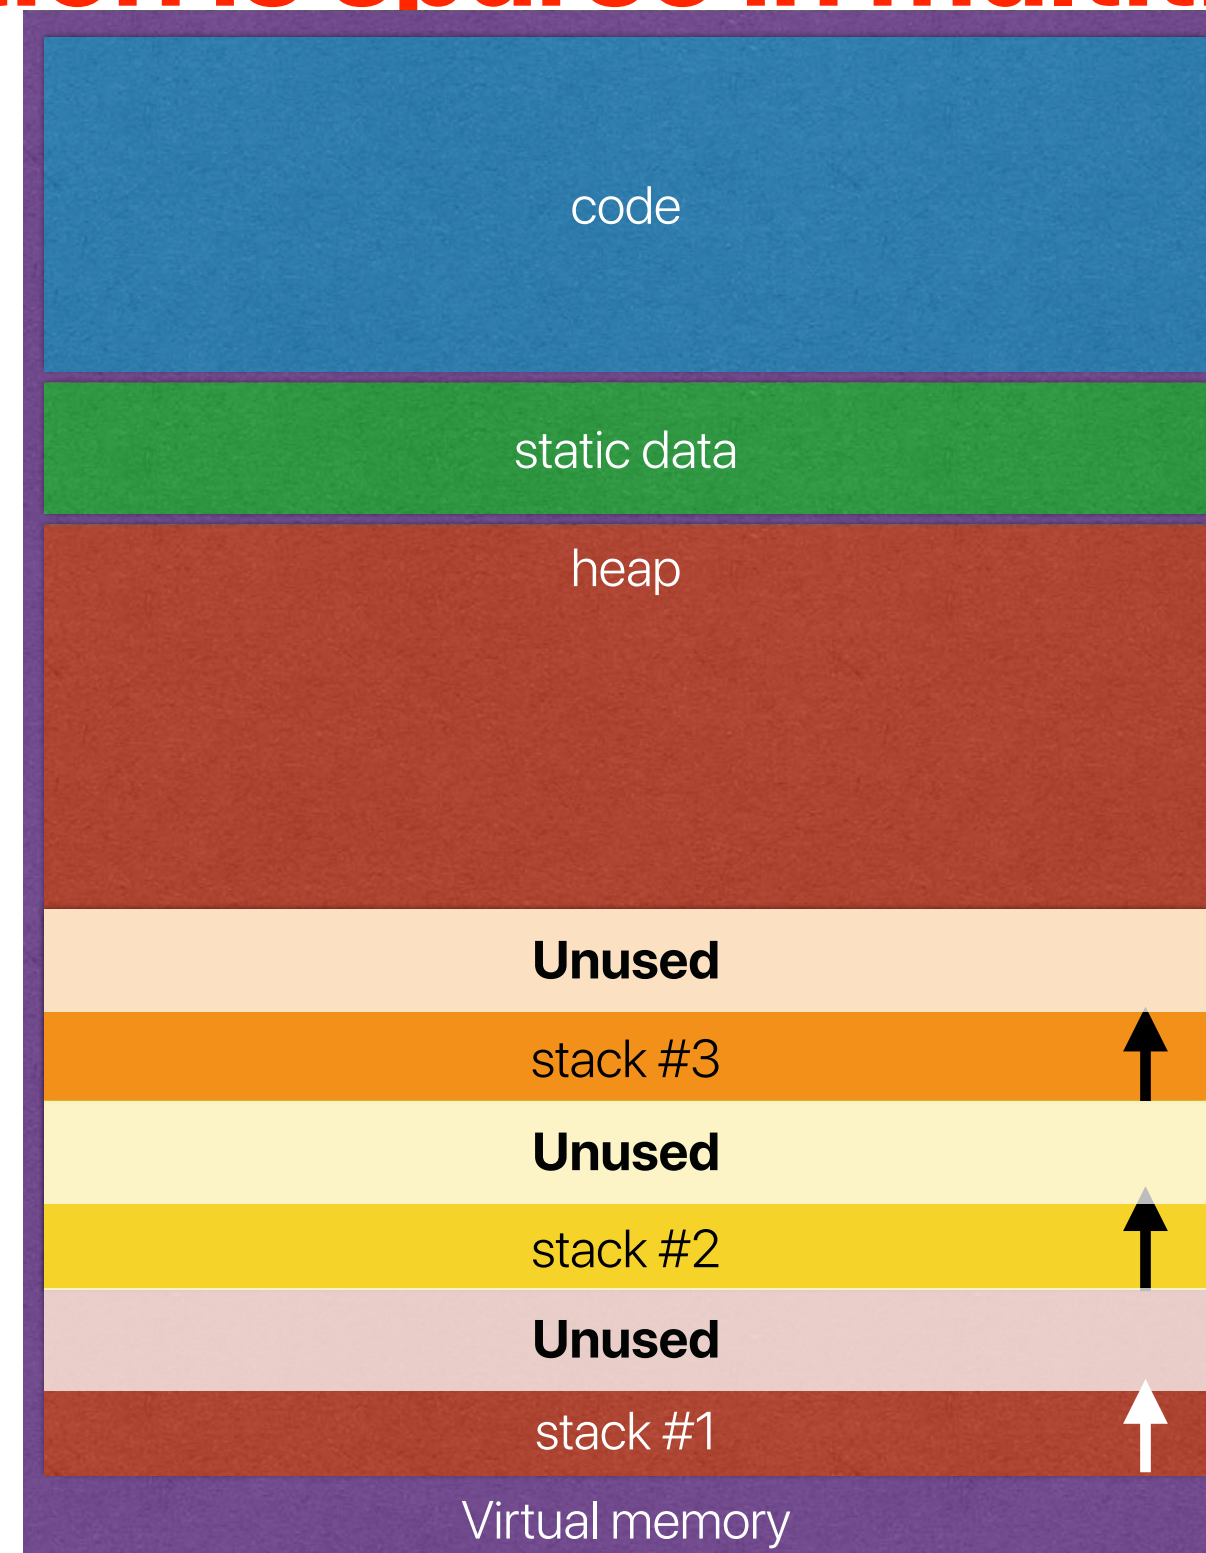 code
static data
heap
Unused
stack #3
Unused
stack #2
Unused
stack #1
Virtual memory